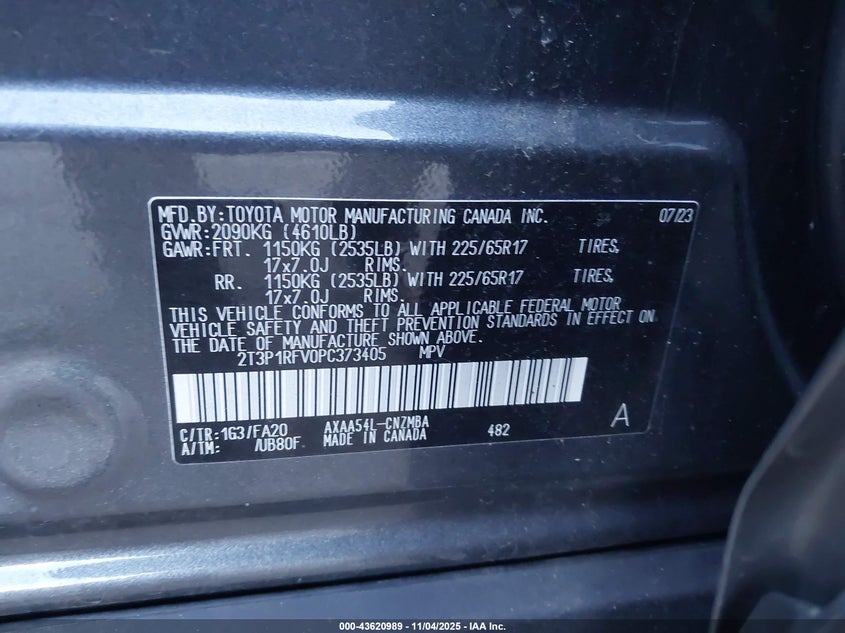 MFD.BY:TOYOTA MOTOR MANUFACTURING CANADA INC. 07/23
GVWR:2090KG (4610LB)
GAWR:FRT. 1150KG (2535LB) WITH 225/65R17 TIRES,
17x7.0J RIMS.
RR. 1150KG (2535LB) WITH 225/65R17 TIRES,
17x7.0J RIMS.
THIS VEHICLE CONFORMS TO ALL APPLICABLE FEDERAL MOTOR
VEHICLE SAFETY AND THEFT PREVENTION STANDARDS IN EFFECT ON
THE DATE OF MANUFACTURE SHOWN ABOVE.
2T3P1RFV0PC373405 MPV
C/TR:1G3/FA20 AXAA54L-CNZMBA 482 A
A/TM: /UB80F MADE IN CANADA
000-43620989 - 11/04/2025 - IAA Inc.